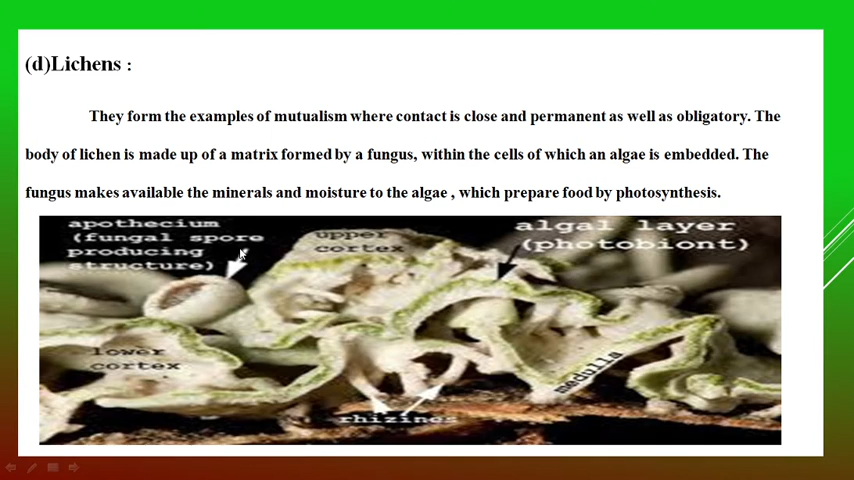 (d)Lichens :
They form the examples of mutualism where contact is close and permanent as well as obligatory. The
body of lichen is made up of a matrix formed by a fungus, within the cells of which an algae is embedded. The
fungus makes available the minerals and moisture to the algae , which prepare food by photosynthesis.
apothecium
(fungal spore
producing
structure)
upper
cortex
algal layer
(photobiont)
lower
cortex
medulla
rhizines